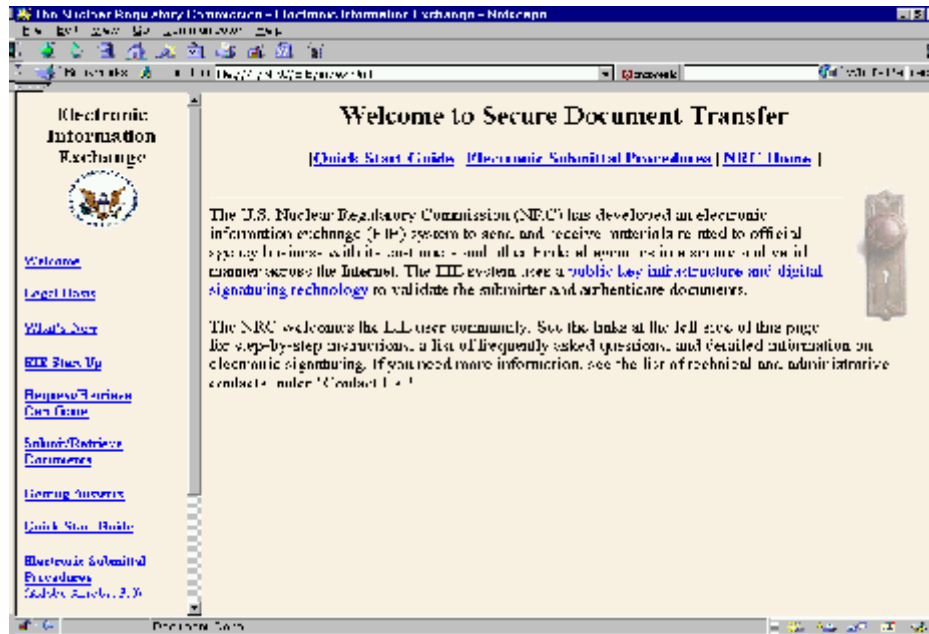 The Nuclear Regulatory Commission - Electronic Information Exchange - Netscape
Electronic
Information
Exchange
Welcome
Legal Basis
What's New
EIE Start Up
Submit/Retrieve
Documents
Getting Answers
Quick Start Guide
Electronic Submittal
Procedures
Welcome to Secure Document Transfer
| Quick Start Guide | Electronic Submittal Procedures | NRC Home |
The U.S. Nuclear Regulatory Commission (NRC) has developed an electronic
information exchange (EIE) system to send and receive materials related to official
agency business with its customers and other Federal agencies in a secure and valid
manner across the Internet. The EIE system uses a public key infrastructure and digital
signaturing technology to validate the submitter and authenticate documents.
The NRC welcomes the EIE user community. See the links at the left area of this page
for step-by-step instructions, a list of frequently asked questions, and detailed information on
electronic signaturing. If you need more information, see the list of technical and administrative
contacts under "Contact